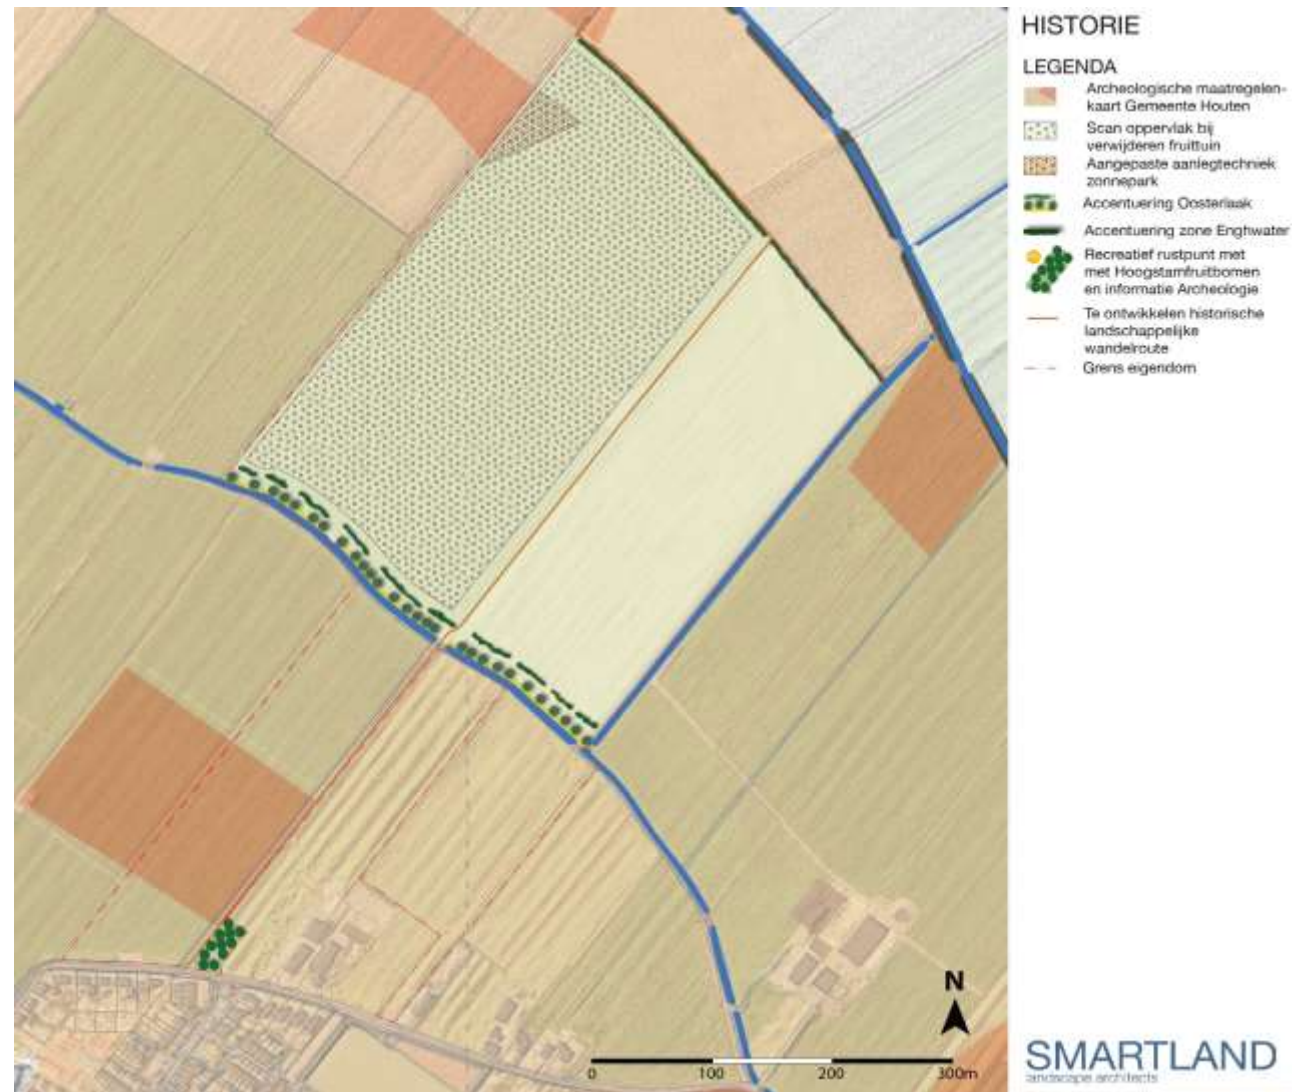 HISTORIE
LEGENDA
Archeologische maatregelen-
kaart Gemeente Houten
Scan oppervlak bij
verwijderen fruittuin
Aangepaste aanlegtechniek
zonnepark
Accentuering Oosterlaak
Accentuering zone Enghwater
Recreatief rustpunt met
met Hoogstamfruitbomen
en informatie Archeologie
Te ontwikkelen historische
landschappelijke
wandelroute
Grens eigendom
N
0 100 200 300m
SMARTLAND
landscape architects